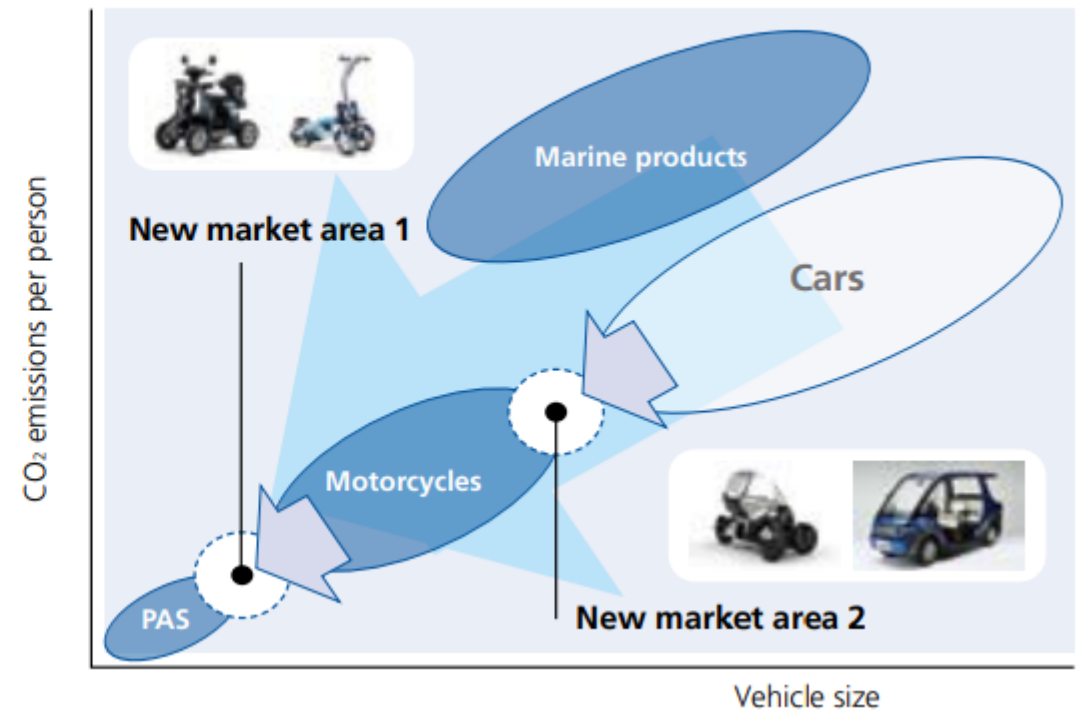 Marine products
New market area 1
Cars
CO₂ emissions per person
Motorcycles
PAS
New market area 2
Vehicle size